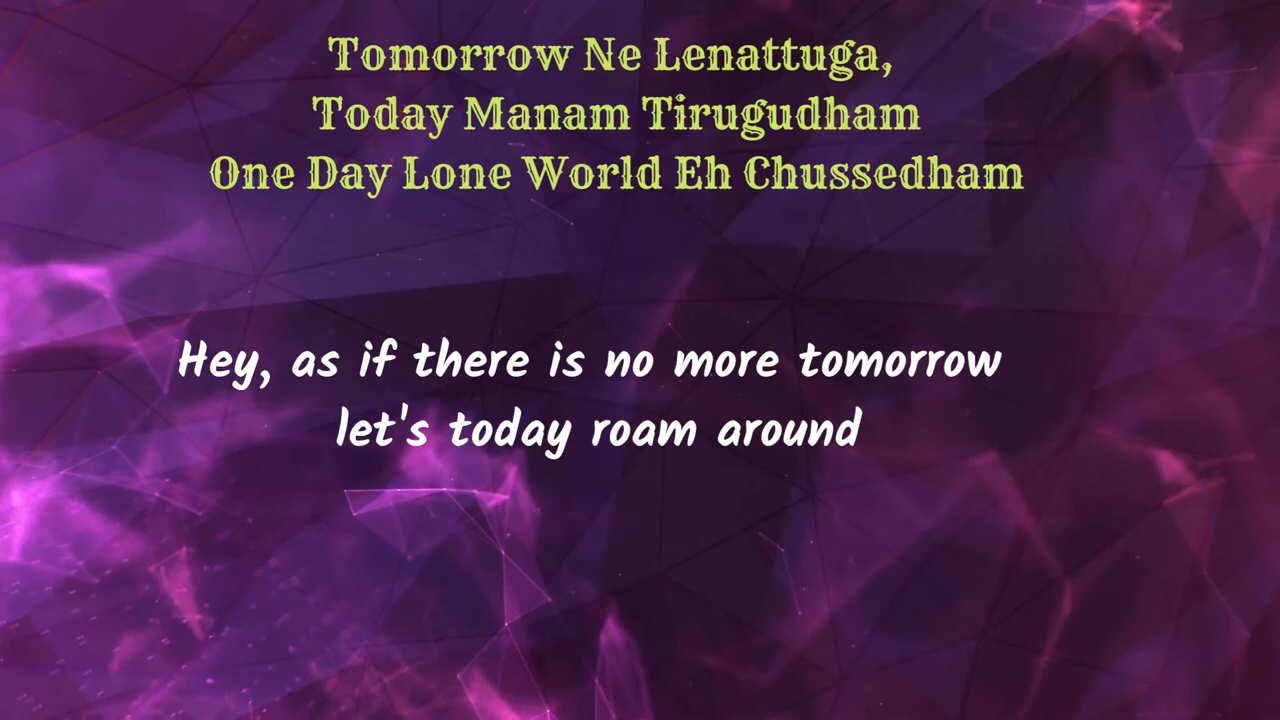 Tomorrow Ne Lenattuga,
Today Manam Tirugudham
One Day Lone World Eh Chussedham
Hey, as if there is no more tomorrow
let's today roam around